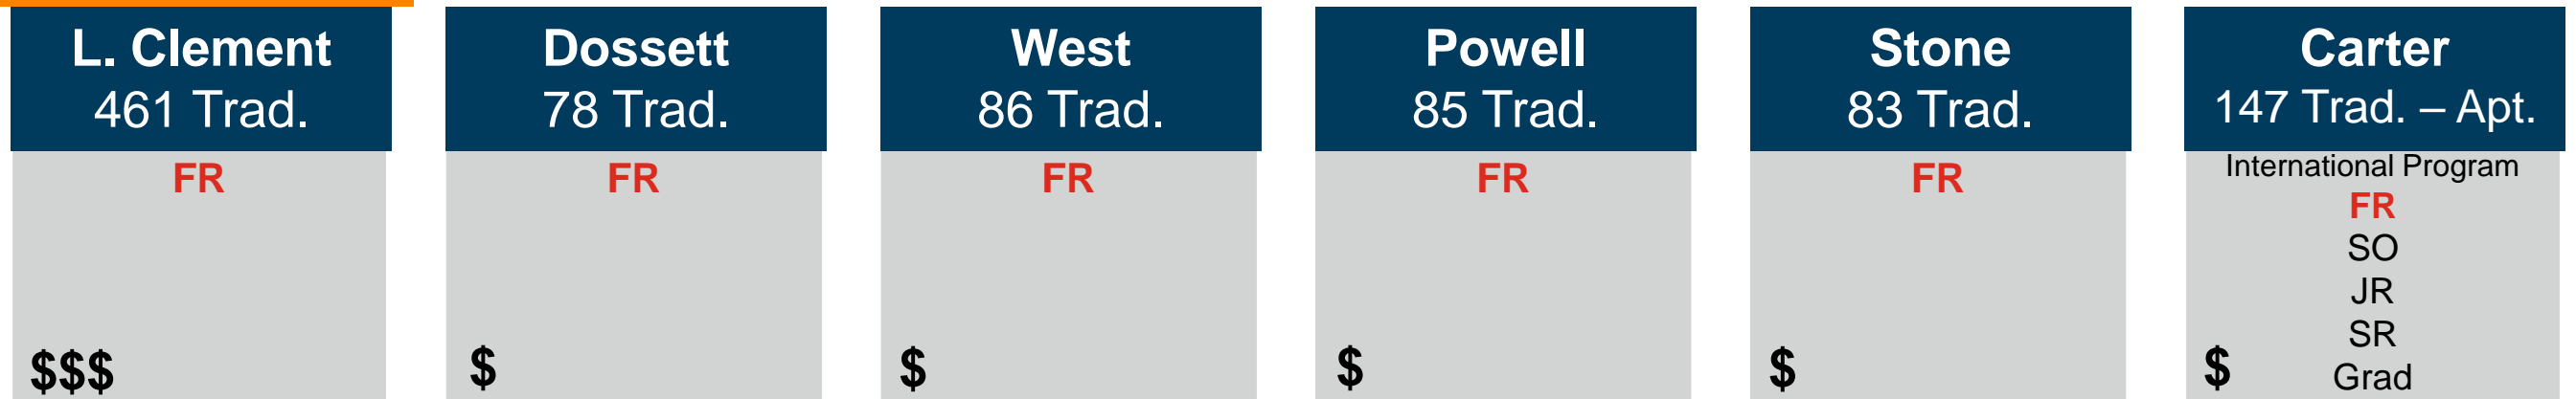 L. Clement
461 Trad.
FR
$$$
Dossett
78 Trad.
FR
$
West
86 Trad.
FR
$
Powell
85 Trad.
FR
$
Stone
83 Trad.
FR
$
Carter
147 Trad. – Apt.
International Program
FR
SO
JR
SR
Grad
$